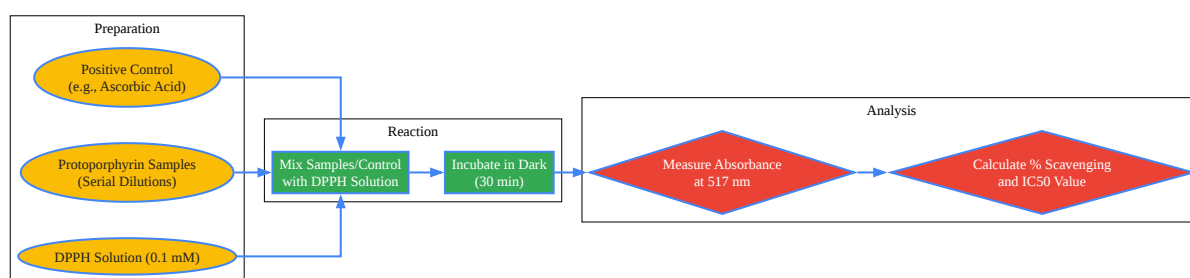 Preparation
Positive Control
(e.g., Ascorbic Acid)
Protoporphyrin Samples
(Serial Dilutions)
DPPH Solution (0.1 mM)
Reaction
Mix Samples/Control
with DPPH Solution
Incubate in Dark
(30 min)
Analysis
Measure Absorbance
at 517 nm
Calculate % Scavenging
and IC50 Value